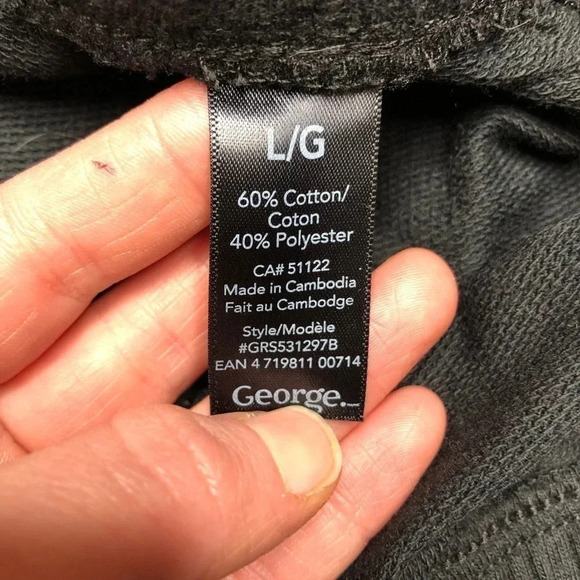 L/G
60% Cotton/
Coton
40% Polyester
CA# 51122
Made in Cambodia
Fait au Cambodge
Style/Modèle
#GRS531297B
EAN 4 719811 00714
George.